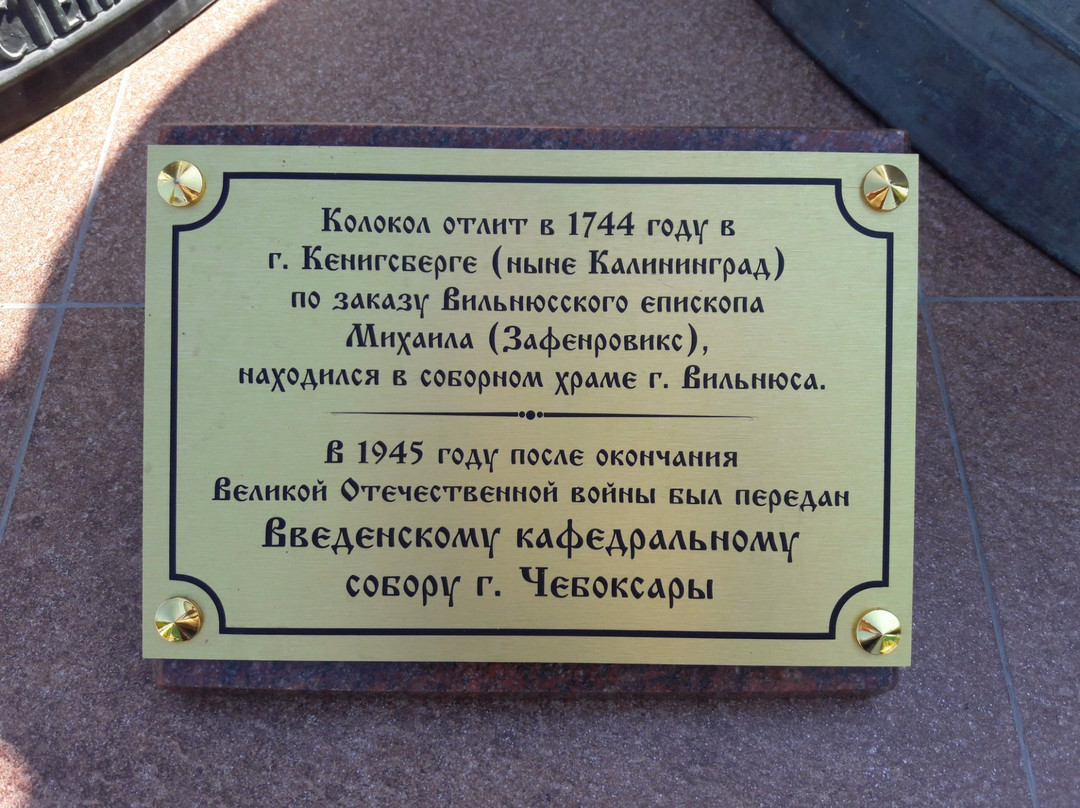 Колокол отлит в 1744 году в
г. Кенигсберге (ныне Калининград)
по заказу Вильнюсского епископа
Михаила (Зафенровикс),
находился в соборном храме г. Вильнюса.
В 1945 году после окончания
Великой Отечественной войны был передан
Введенскому кафедральному
собору г. Чебоксары